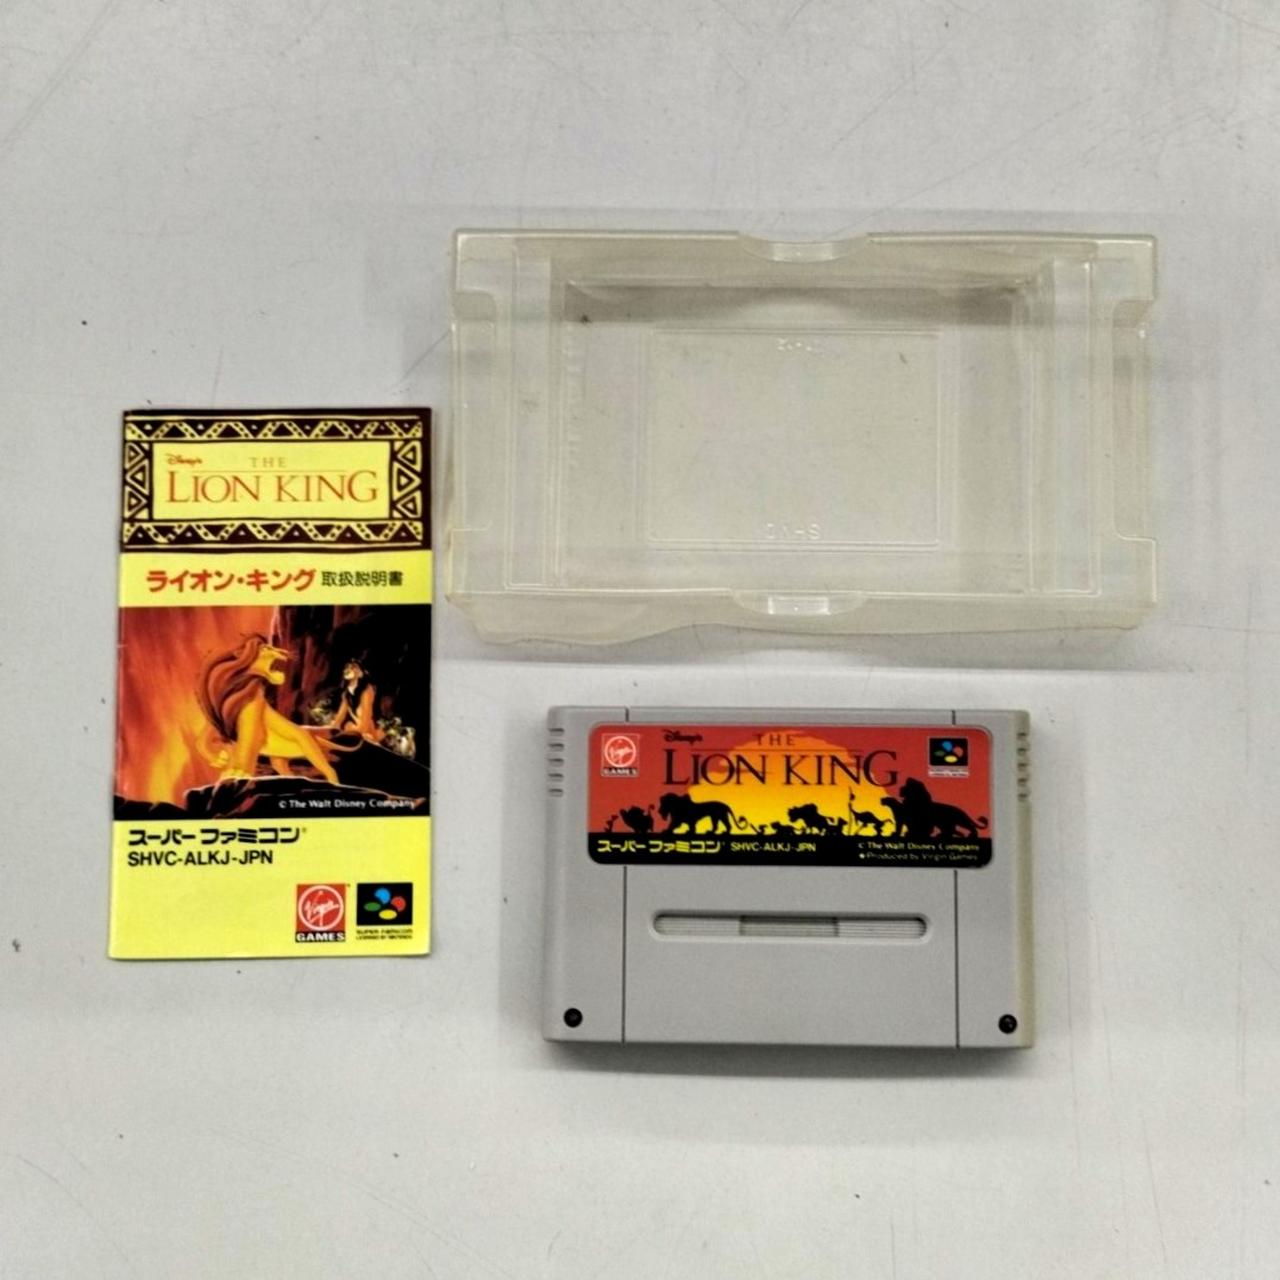 Disney's
THE
LION KING
ライオン・キング 取扱説明書
© The Walt Disney Company
スーパーファミコン®
SHVC-ALKJ-JPN
Virgin
GAMES
SUPER FAMICOM
LICENSED BY NINTENDO
Virgin
GAMES
Disney's
THE
LION KING
スーパーファミコン® SHVC-ALKJ-JPN
© The Walt Disney Company
◆Produced by Virgin Games